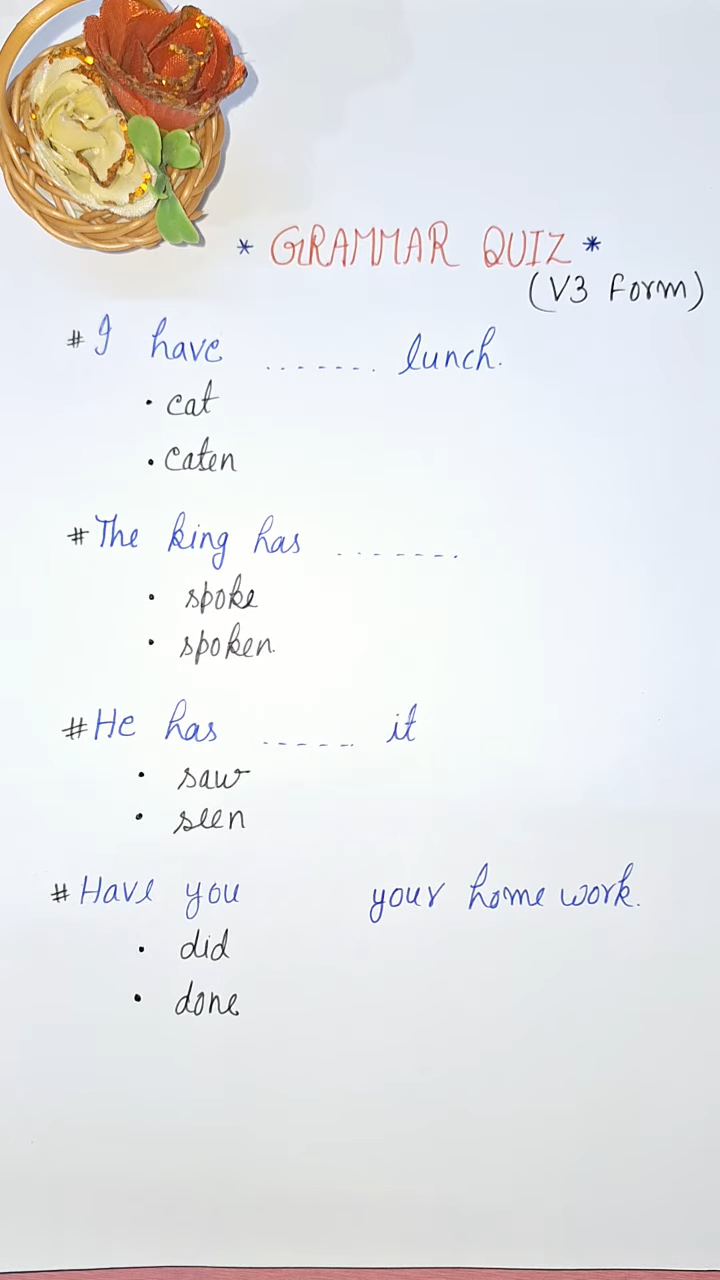 * GRAMMAR QUIZ *
(V3 Form)
# I have ....... lunch.
• eat
• eaten
# The king has .......
• spoke
• spoken.
# He has ----- it
• saw
• seen
# Have you your home work.
• did
• done